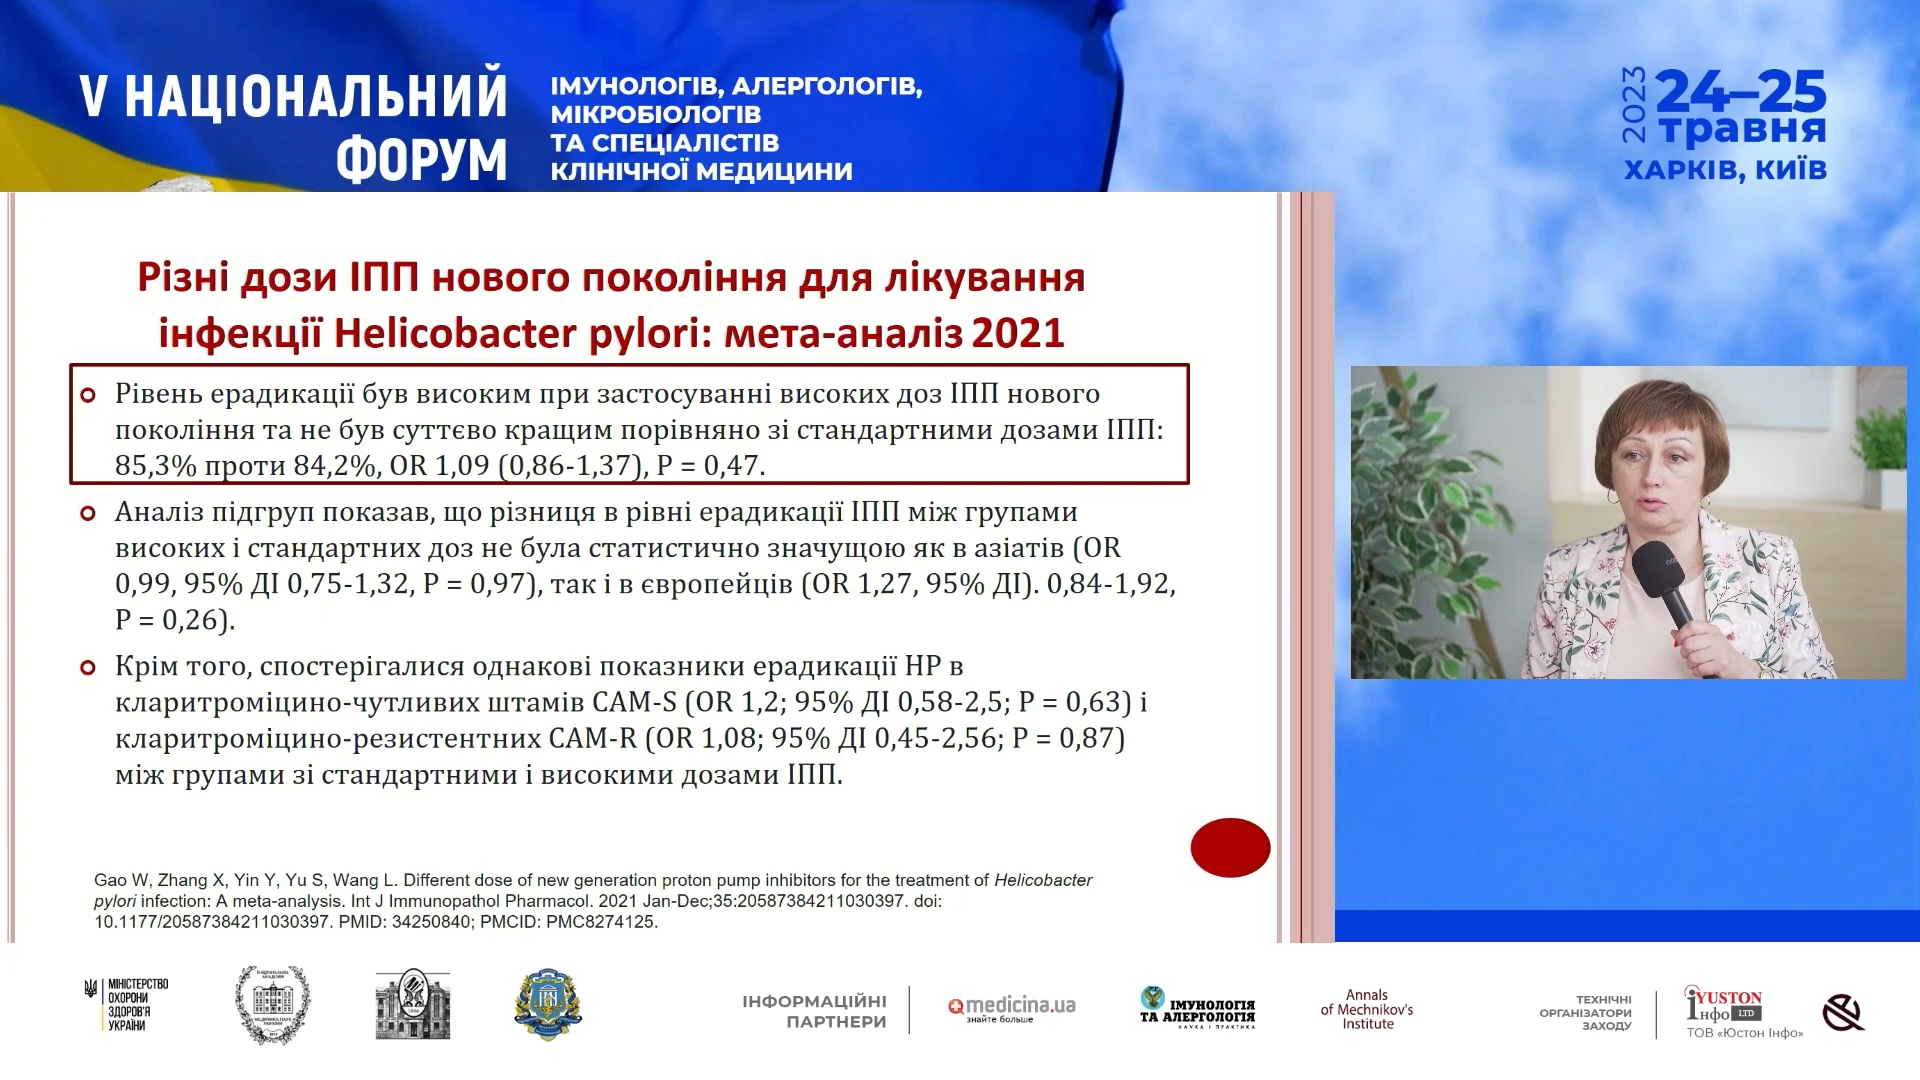 V НАЦІОНАЛЬНИЙ
ФОРУМ
ІМУНОЛОГІВ, АЛЕРГОЛОГІВ,
МІКРОБІОЛОГІВ
ТА СПЕЦІАЛІСТІВ
КЛІНІЧНОЇ МЕДИЦИНИ
2023
24–25
травня
ХАРКІВ, КИЇВ
Різні дози ІПП нового покоління для лікування
інфекції Helicobacter pylori: мета-аналіз 2021
Рівень ерадикації був високим при застосуванні високих доз ІПП нового
покоління та не був суттєво кращим порівняно зі стандартними дозами ІПП:
85,3% проти 84,2%, OR 1,09 (0,86-1,37), P = 0,47.
Аналіз підгруп показав, що різниця в рівні ерадикації ІПП між групами
високих і стандартних доз не була статистично значущою як в азіатів (OR
0,99, 95% ДІ 0,75-1,32, P = 0,97), так і в європейців (OR 1,27, 95% ДІ). 0,84-1,92,
P = 0,26).
Крім того, спостерігалися однакові показники ерадикації НР в
кларитроміцино-чутливих штамів CAM-S (OR 1,2; 95% ДІ 0,58-2,5; P = 0,63) і
кларитроміцино-резистентних CAM-R (OR 1,08; 95% ДІ 0,45-2,56; P = 0,87)
між групами зі стандартними і високими дозами ІПП.
Gao W, Zhang X, Yin Y, Yu S, Wang L. Different dose of new generation proton pump inhibitors for the treatment of Helicobacter
pylori infection: A meta-analysis. Int J Immunopathol Pharmacol. 2021 Jan-Dec;35:20587384211030397. doi:
10.1177/20587384211030397. PMID: 34250840; PMCID: PMC8274125.
МІНІСТЕРСТВО
ОХОРОНИ
ЗДОРОВ'Я
УКРАЇНИ
ІНФОРМАЦІЙНІ
ПАРТНЕРИ
medicina.ua
знайте больше
ІМУНОЛОГІЯ
ТА АЛЕРГОЛОГІЯ
НАУКА І ПРАКТИКА
Annals
of Mechnikov's
Institute
ТЕХНІЧНІ
ОРГАНІЗАТОРИ
ЗАХОДУ
YUSTON
інфо LTD
ТОВ «Юстон Інфо»